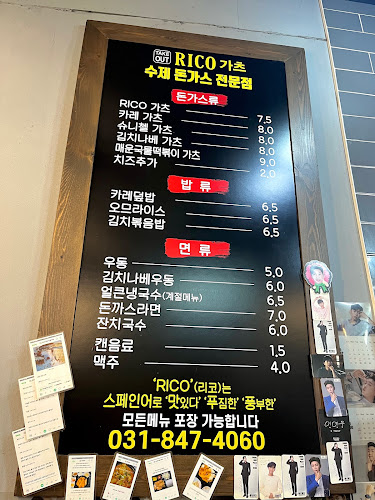 TAKE OUT RICO 가츠
수제 돈가스 전문점
돈가스류
RICO 가츠 7.5
카레 가츠 8.0
슈니첼 가츠 8.0
김치나베 가츠 8.0
매운국물떡볶이 가츠 9.0
치즈추가 2.0
밥 류
카레덮밥 6.5
오므라이스 6.5
김치볶음밥 6.5
면 류
우동 5.0
김치나베우동 6.0
얼큰냉국수(계절메뉴) 6.5
돈까스라면 7.0
잔치국수 6.0
캔음료 1.5
맥주 4.0
'RICO'(리코)는
스페인어로 '맛있다' '푸짐한' '풍부한'
모든메뉴 포장 가능합니다
031-847-4060